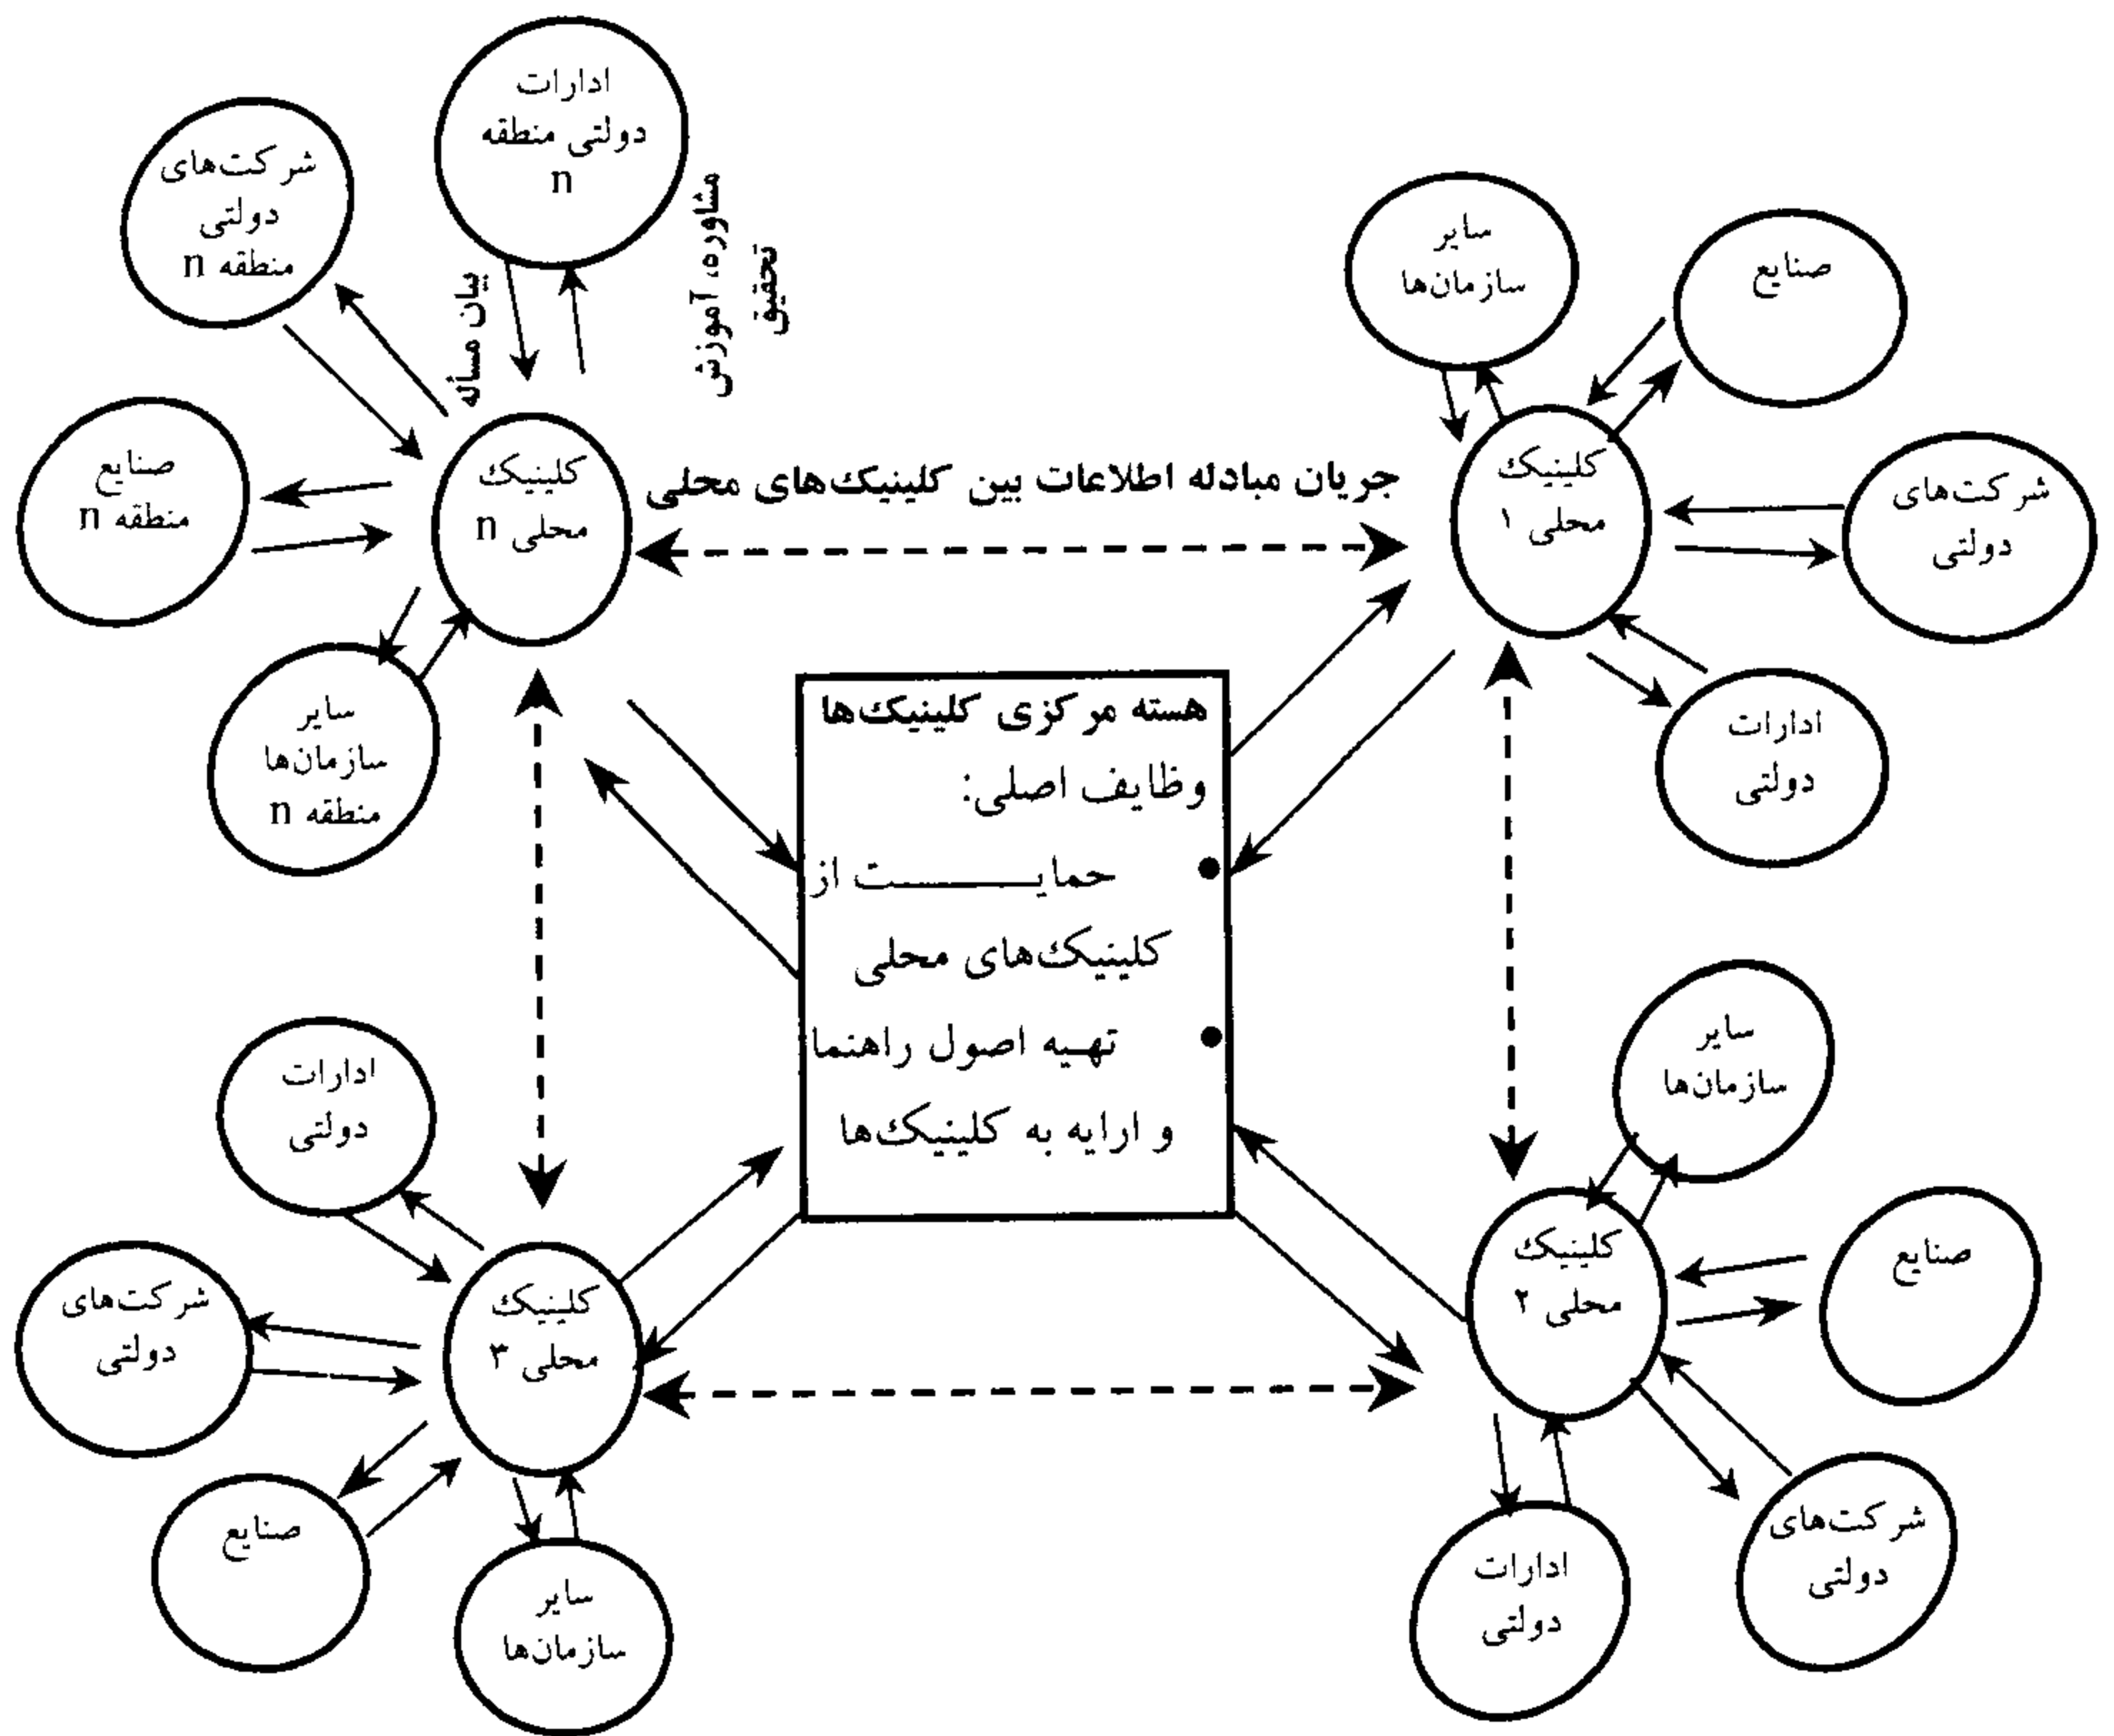 ادارات
دولتی منطقه
n
شرکت‌های
دولتی
منطقه n
بیان مسأله
مشاوره، آموزش
تحقیق
سایر
سازمان‌ها
صنایع
صنایع
منطقه n
کلینیک
محلی n
جریان مبادله اطلاعات بین کلینیک‌های محلی
کلینیک
محلی ۱
شرکت‌های
دولتی
سایر
سازمان‌ها
منطقه n
ادارات
دولتی
هسته مرکزی کلینیک‌ها
وظایف اصلی:
• حمایـــــــت از
کلینیک‌های محلی
• تهیه اصول راهنما
و ارایه به کلینیک‌ها
سایر
سازمان‌ها
ادارات
دولتی
کلینیک
محلی ۲
صنایع
شرکت‌های
دولتی
کلینیک
محلی ۳
صنایع
سایر
سازمان‌ها
ادارات
دولتی
شرکت‌های
دولتی